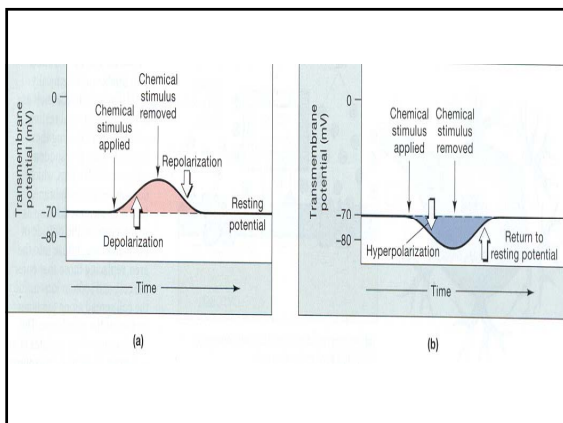 Transmembrane
potential (mV)
0
-70
-80
Chemical
stimulus
applied
Chemical
stimulus
removed
Repolarization
Depolarization
Resting
potential
Time
(a)
Transmembrane
potential (mV)
0
-70
-80
Chemical
stimulus
applied
Chemical
stimulus
removed
Hyperpolarization
Return to
resting potential
Time
(b)